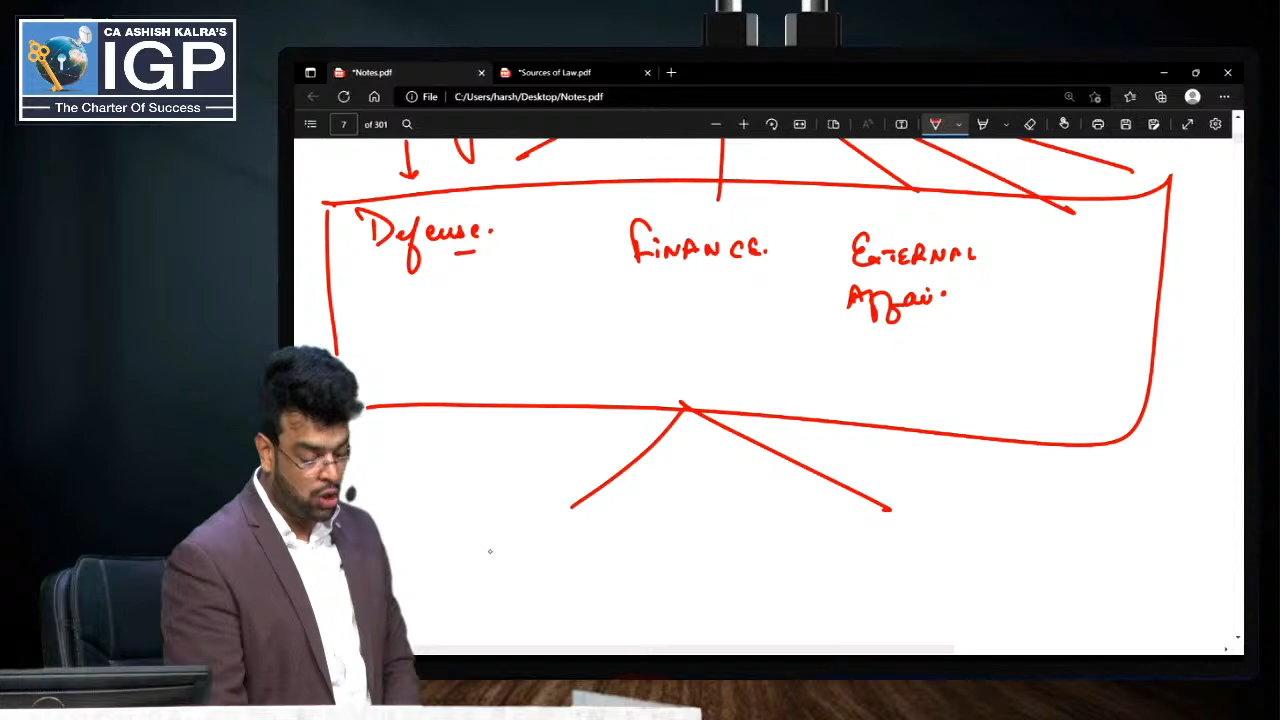 CA ASHISH KALRA'S
IGP
The Charter Of Success
*Notes.pdf
*Sources of Law.pdf
File
C:/Users/harsh/Desktop/Notes.pdf
7
of 301
Defense.
FINANCE.
EXTERNAL
Affair.